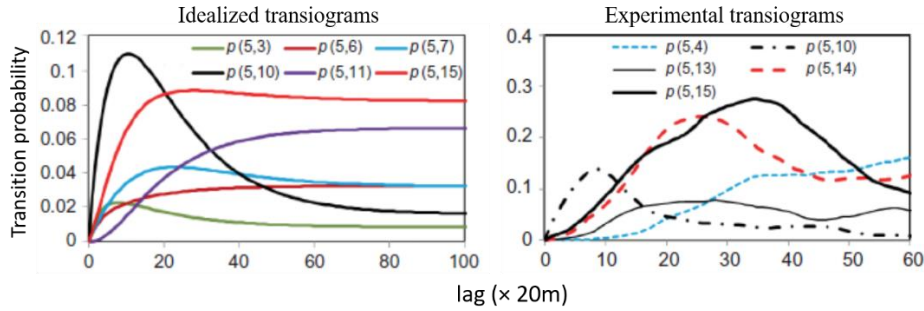 Idealized transiograms
Experimental transiograms
Transition probability
0.12
0.1
0.08
0.06
0.04
0.02
0
p(5,3) p(5,6) p(5,7)
p(5,10) p(5,11) p(5,15)
0 20 40 60 80 100
0.4
0.3
0.2
0.1
0
p(5,4) p(5,10)
p(5,13) p(5,14)
p(5,15)
0 10 20 30 40 50 60
lag (× 20m)